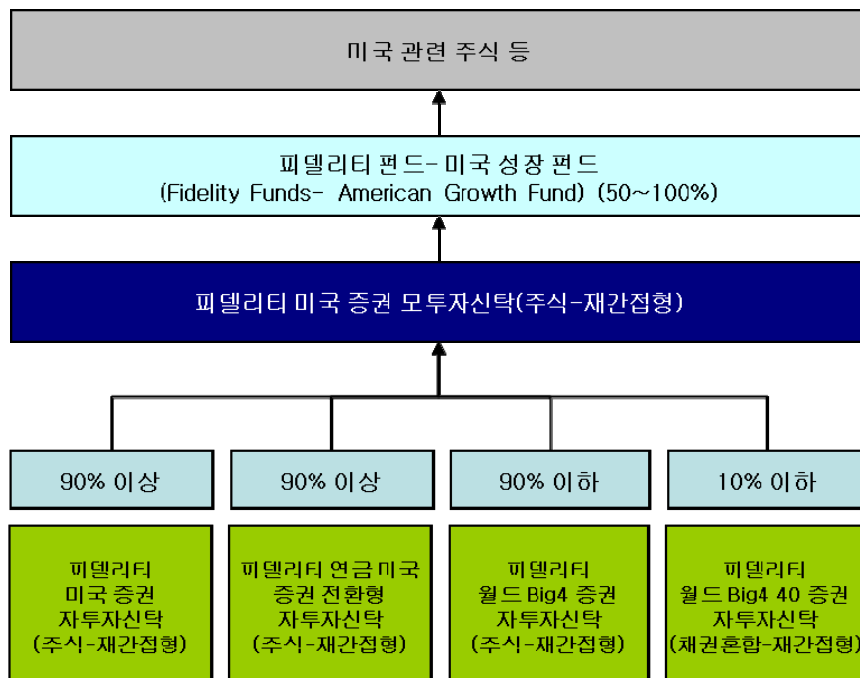 미국 관련 주식 등
피델리티 펀드- 미국 성장 펀드
(Fidelity Funds- American Growth Fund) (50~100%)
피델리티 미국 증권 모투자신탁(주식-재간접형)
90% 이상
90% 이상
90% 이하
10% 이하
피델리티
미국 증권
자투자신탁
(주식-재간접형)
피델리티 연금 미국
증권 전환형
자투자신탁
(주식-재간접형)
피델리티
월드 Big4 증권
자투자신탁
(주식-재간접형)
피델리티
월드 Big4 40 증권
자투자신탁
(채권혼합-재간접형)